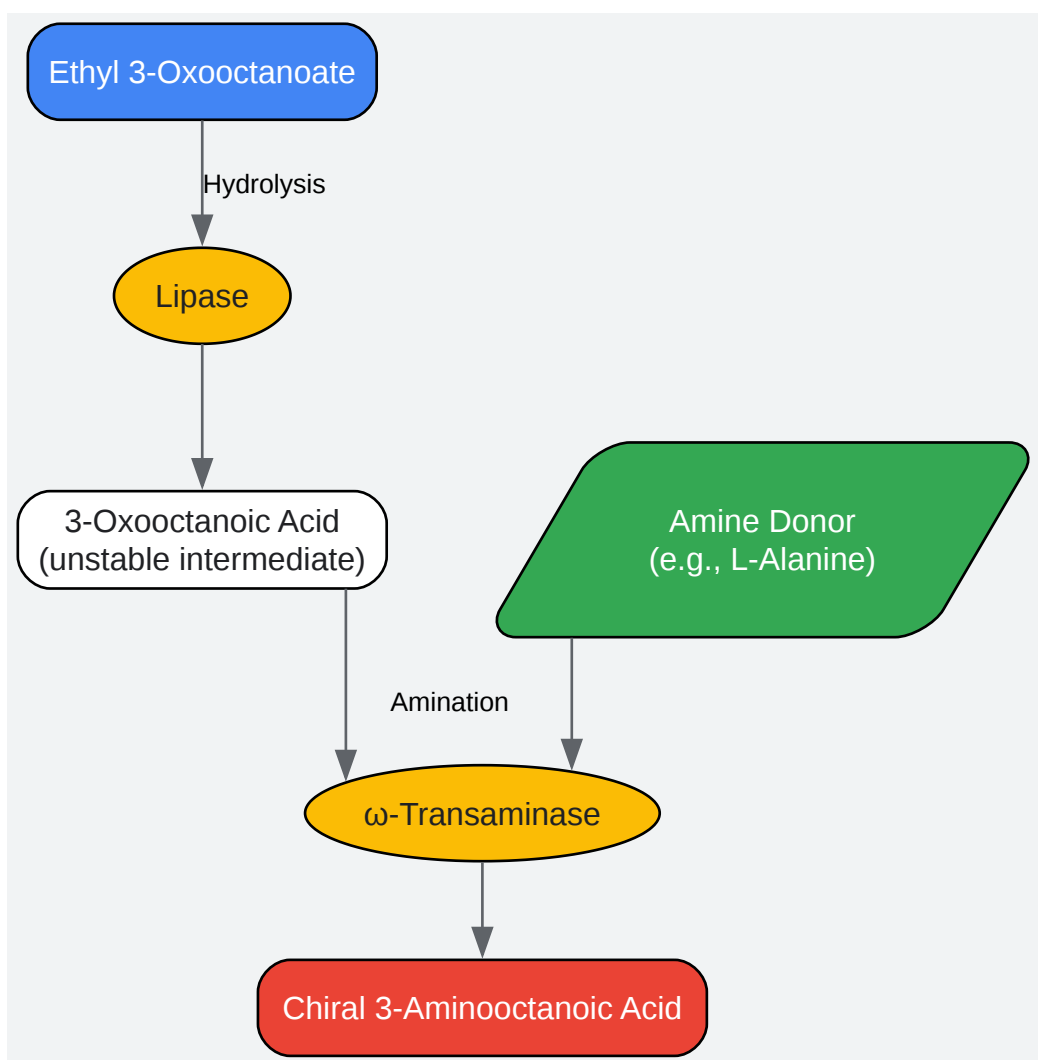 Ethyl 3-Oxooctanoate
Hydrolysis
Lipase
3-Oxooctanoic Acid
(unstable intermediate)
Amine Donor
(e.g., L-Alanine)
Amination
ω-Transaminase
Chiral 3-Aminooctanoic Acid